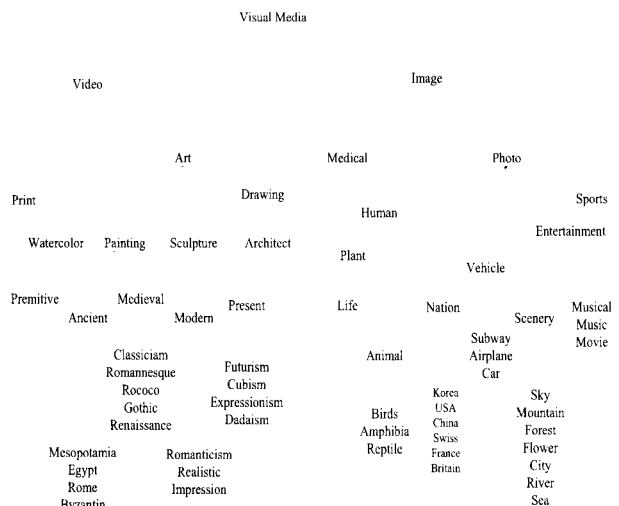 Visual Media
Video
Image
Art
Medical
Photo
Print
Drawing
Sports
Human
Entertainment
Watercolor
Painting
Sculpture
Architect
Plant
Vehicle
Premitive
Medieval
Present
Life
Nation
Musical
Ancient
Modern
Scenery
Music
Movie
Classiciam
Romannesque
Rococo
Gothic
Renaissance
Futurism
Cubism
Expressionism
Dadaism
Animal
Subway
Airplane
Car
Birds
Amphibia
Reptile
Korea
USA
China
Swiss
France
Britain
Sky
Mountain
Forest
Flower
City
River
Sea
Mesopotamia
Egypt
Rome
Byzantin
Romanticism
Realistic
Impression